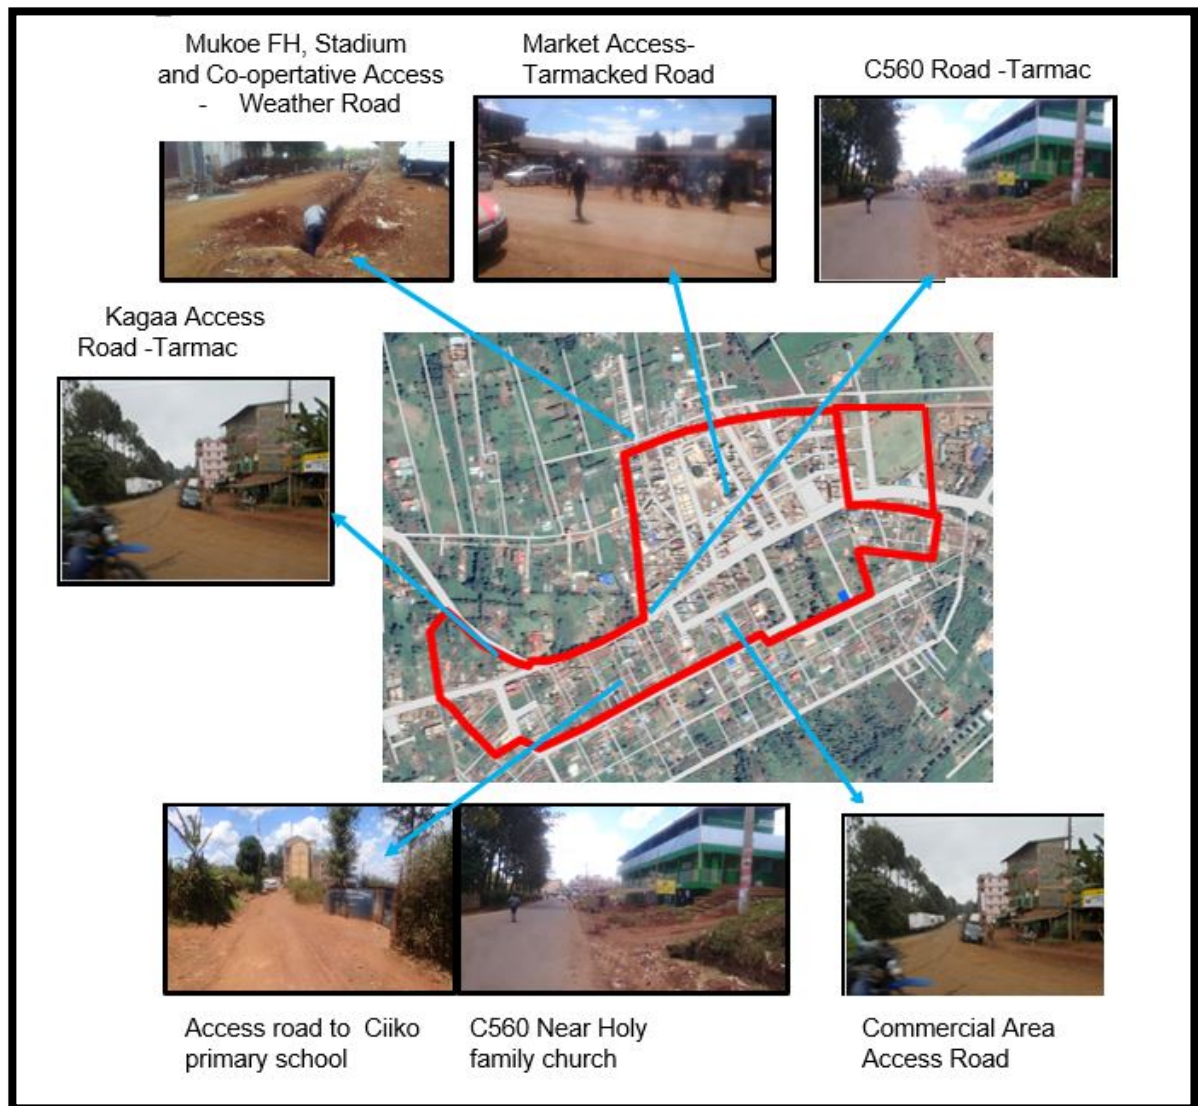 Mukoe FH, Stadium
and Co-opertative Access
- Weather Road
Market Access-
Tarmacked Road
C560 Road -Tarmac
Kagaa Access
Road -Tarmac
Access road to Ciiko
primary school
C560 Near Holy
family church
Commercial Area
Access Road